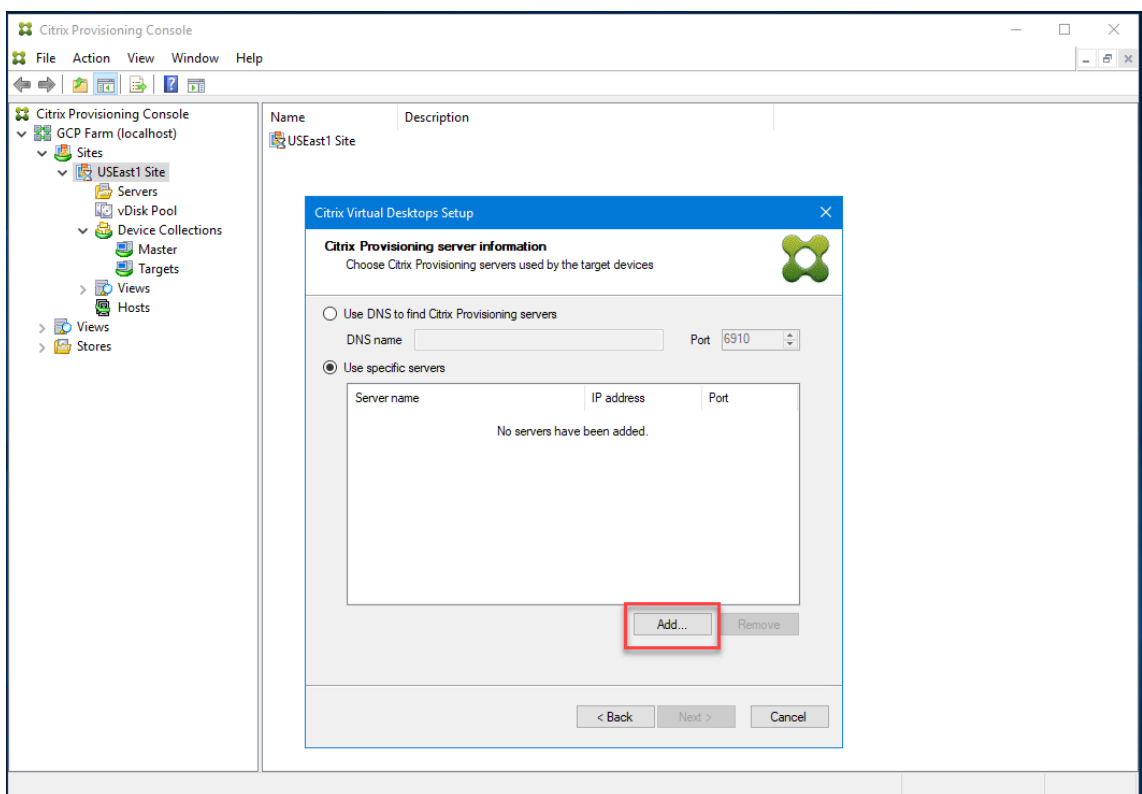 Citrix Provisioning Console
File Action View Window Help
Citrix Provisioning Console
GCP Farm (localhost)
Sites
USEast1 Site
Servers
vDisk Pool
Device Collections
Master
Targets
Views
Hosts
Views
Stores
Name Description
USEast1 Site
Citrix Virtual Desktops Setup
Citrix Provisioning server information
Choose Citrix Provisioning servers used by the target devices
Use DNS to find Citrix Provisioning servers
DNS name Port 6910
Use specific servers
Server name IP address Port
No servers have been added.
Add... Remove
< Back Next > Cancel